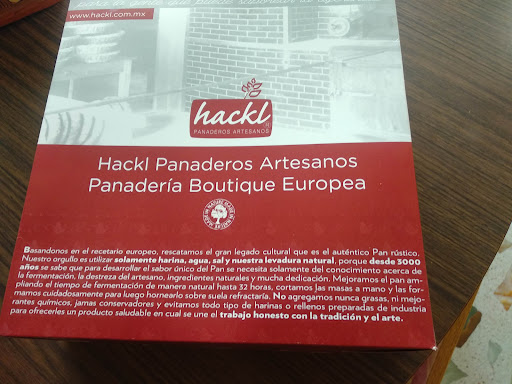 www.hackl.com.mx
hackl
PANADEROS ARTESANOS
Hackl Panaderos Artesanos
Panadería Boutique Europea
Basandonos en el recetario europeo, rescatamos el gran legado cultural que es el auténtico Pan rústico.
Nuestro orgullo es utilizar solamente harina, agua, sal y nuestra levadura natural, porque desde 3000
años se sabe que para desarrollar el sabor único del Pan se necesita solamente del conocimiento acerca de
la fermentación, la destreza del artesano, ingredientes naturales y mucha dedicación. Mejoramos el pan am-
pliando el tiempo de fermentación de manera natural hasta 32 horas, cortamos las masas a mano y las for-
mamos cuidadosamente para luego hornearlo sobre suela refractaria. No agregamos nunca grasas, ni mejo-
rantes químicos, jamas conservadores y evitamos todo tipo de harinas o rellenos preparadas de industria
para ofrecerles un producto saludable en cual se une el trabajo honesto con la tradición y el arte.